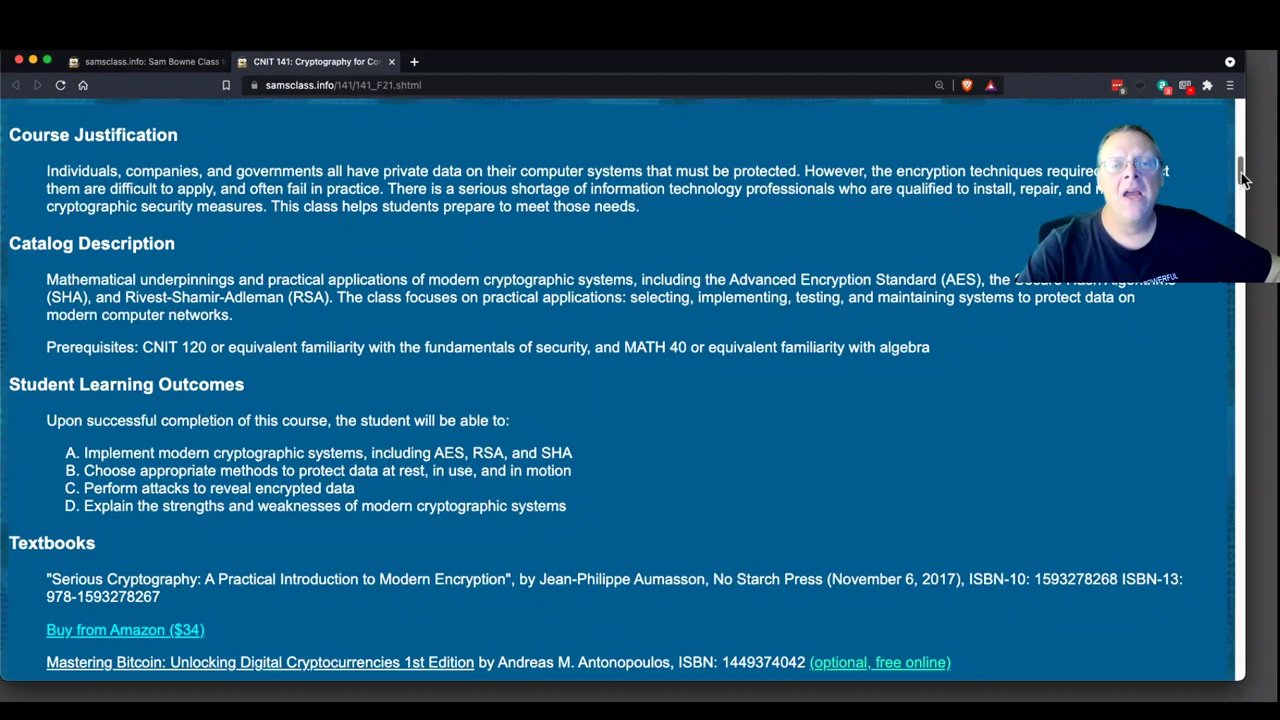 samsclass.info: Sam Bowne Class
CNIT 141: Cryptography for Co
samsclass.info/141/141_F21.shtml
9
3
Course Justification
Individuals, companies, and governments all have private data on their computer systems that must be protected. However, the encryption techniques require
them are difficult to apply, and often fail in practice. There is a serious shortage of information technology professionals who are qualified to install, repair, and
cryptographic security measures. This class helps students prepare to meet those needs.
Catalog Description
Mathematical underpinnings and practical applications of modern cryptographic systems, including the Advanced Encryption Standard (AES), the
(SHA), and Rivest-Shamir-Adleman (RSA). The class focuses on practical applications: selecting, implementing, testing, and maintaining systems to protect data on
modern computer networks.
Prerequisites: CNIT 120 or equivalent familiarity with the fundamentals of security, and MATH 40 or equivalent familiarity with algebra
Student Learning Outcomes
Upon successful completion of this course, the student will be able to:
A. Implement modern cryptographic systems, including AES, RSA, and SHA
B. Choose appropriate methods to protect data at rest, in use, and in motion
C. Perform attacks to reveal encrypted data
D. Explain the strengths and weaknesses of modern cryptographic systems
Textbooks
"Serious Cryptography: A Practical Introduction to Modern Encryption", by Jean-Philippe Aumasson, No Starch Press (November 6, 2017), ISBN-10: 1593278268 ISBN-13:
978-1593278267
Buy from Amazon ($34)
Mastering Bitcoin: Unlocking Digital Cryptocurrencies 1st Edition by Andreas M. Antonopoulos, ISBN: 1449374042 (optional, free online)